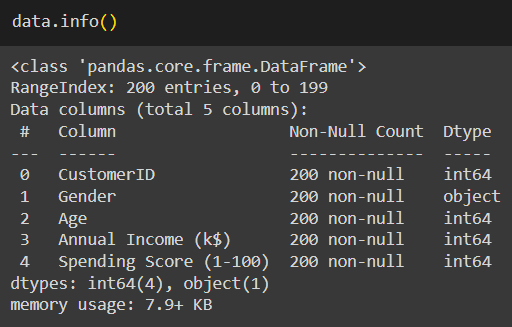 data.info()
<class 'pandas.core.frame.DataFrame'>
RangeIndex: 200 entries, 0 to 199
Data columns (total 5 columns):
 #   Column                  Non-Null Count  Dtype
---  ------                  --------------  -----
 0   CustomerID              200 non-null    int64
 1   Gender                  200 non-null    object
 2   Age                     200 non-null    int64
 3   Annual Income (k$)      200 non-null    int64
 4   Spending Score (1-100)  200 non-null    int64
dtypes: int64(4), object(1)
memory usage: 7.9+ KB